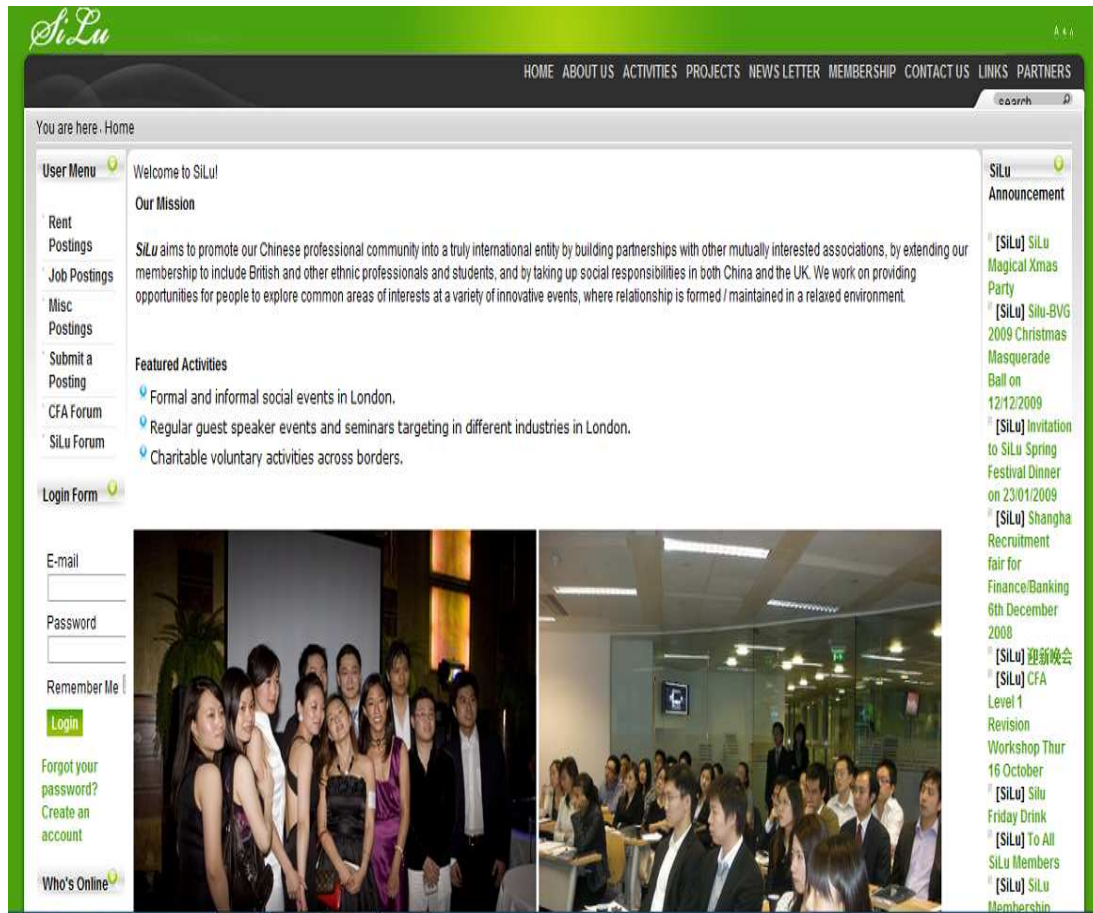 SiLu
A A A
HOME ABOUT US ACTIVITIES PROJECTS NEWS LETTER MEMBERSHIP CONTACT US LINKS PARTNERS
search
You are here › Home
User Menu
Rent
Postings
Job Postings
Misc
Postings
Submit a
Posting
CFA Forum
SiLu Forum
Login Form
E-mail
Password
Remember Me
Login
Forgot your
password?
Create an
account
Who's Online
Welcome to SiLu!
Our Mission
SiLu aims to promote our Chinese professional community into a truly international entity by building partnerships with other mutually interested associations, by extending our
membership to include British and other ethnic professionals and students, and by taking up social responsibilities in both China and the UK. We work on providing
opportunities for people to explore common areas of interests at a variety of innovative events, where relationship is formed / maintained in a relaxed environment.
Featured Activities
Formal and informal social events in London.
Regular guest speaker events and seminars targeting in different industries in London.
Charitable voluntary activities across borders.
SiLu
Announcement
[SiLu] SiLu
Magical Xmas
Party
[SiLu] Silu-BVG
2009 Christmas
Masquerade
Ball on
12/12/2009
[SiLu] Invitation
to SiLu Spring
Festival Dinner
on 23/01/2009
[SiLu] Shangha
Recruitment
fair for
Finance/Banking
6th December
2008
[SiLu] 迎新晚会
[SiLu] CFA
Level 1
Revision
Workshop Thur
16 October
[SiLu] Silu
Friday Drink
[SiLu] To All
SiLu Members
[SiLu] SiLu
Membership